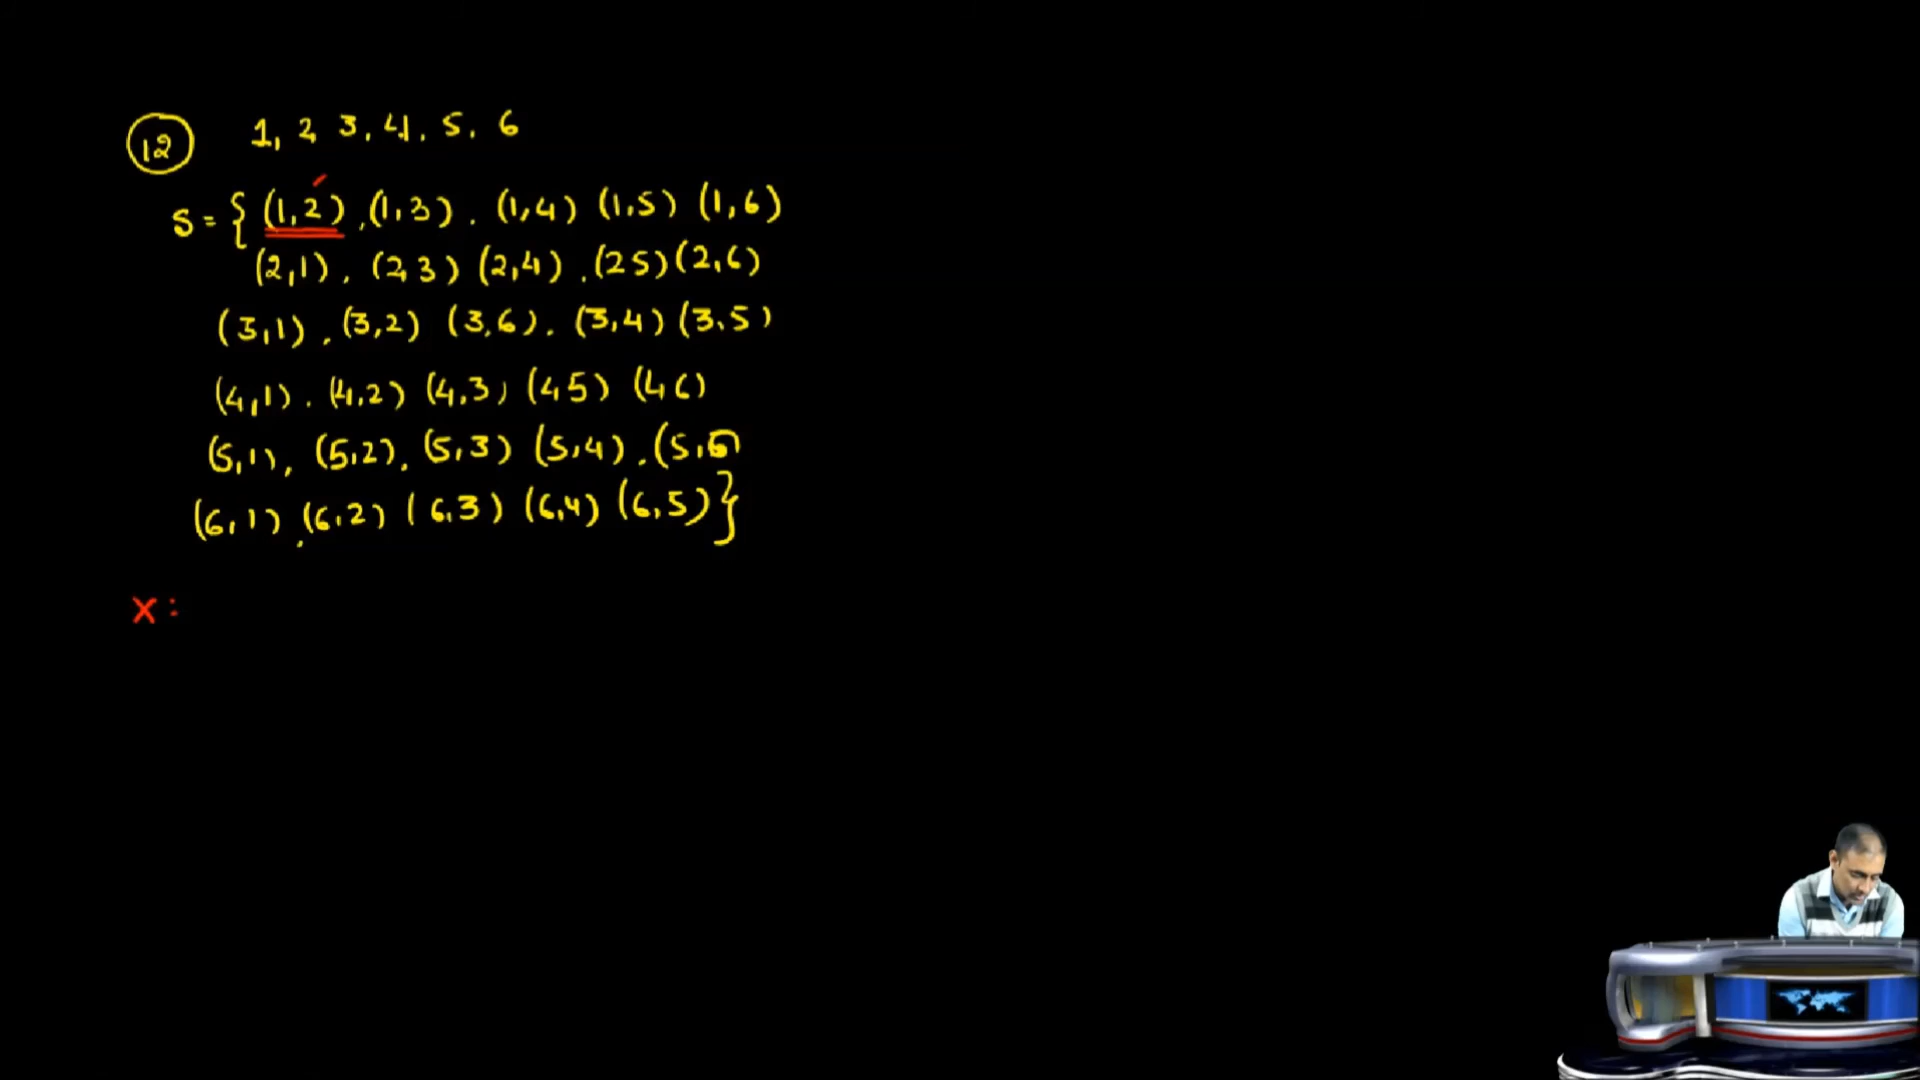 12 1, 2 3, 4, 5, 6
S = { (1,2), (1,3), (1,4) (1,5) (1,6)
(2,1), (2,3) (2,4), (25) (2,6)
(3,1), (3,2) (3,6), (3,4) (3,5)
(4,1), (4,2) (4,3) (4,5) (4 6)
(5,1), (5,2), (5,3) (5,4), (5,6)
(6,1), (6,2) (6,3) (6,4) (6,5) }
X :